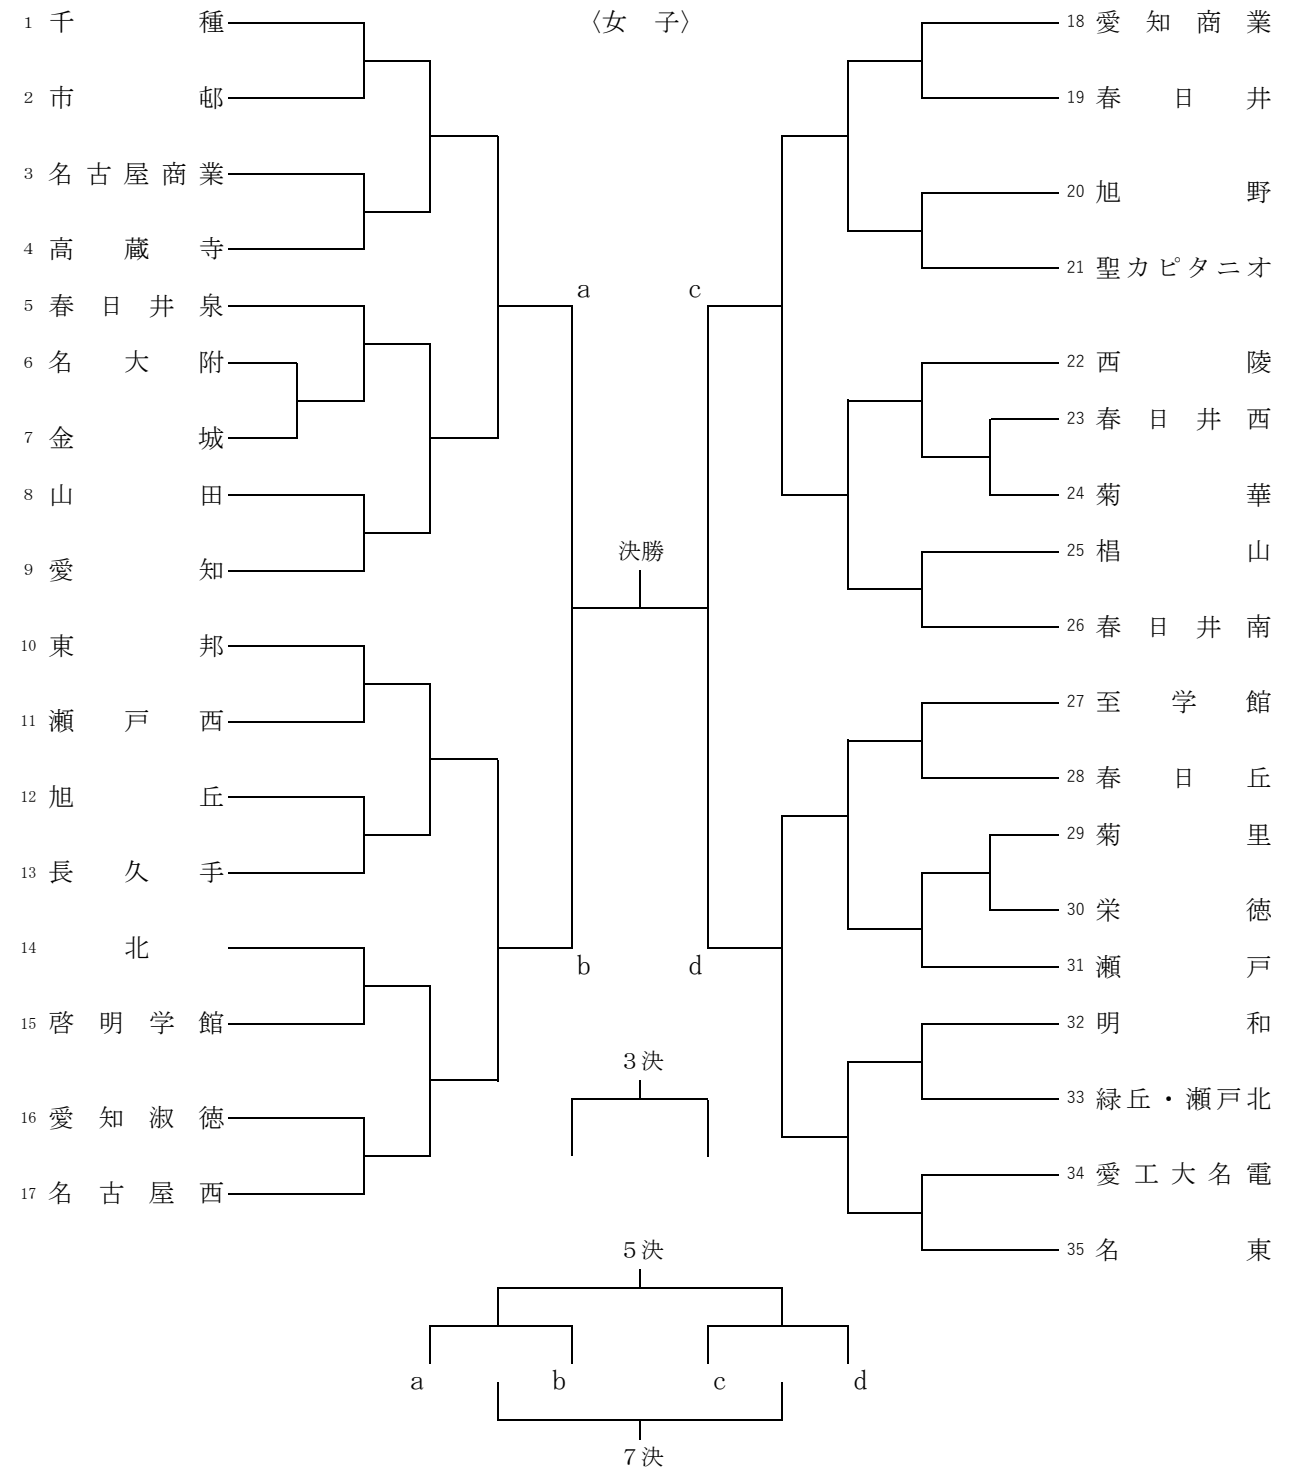 〈女　子〉
1 千種
2 市邨
3 名古屋商業
4 高蔵寺
5 春日井泉
6 名大附
7 金城
8 山田
9 愛知
10 東邦
11 瀬戸西
12 旭丘
13 長久手
14 北
15 啓明学館
16 愛知淑徳
17 名古屋西
a
b
決勝
c
d
18 愛知商業
19 春日井
20 旭野
21 聖カピタニオ
22 西陵
23 春日井西
24 菊華
25 椙山
26 春日井南
27 至学館
28 春日丘
29 菊里
30 栄徳
31 瀬戸
32 明和
33 緑丘・瀬戸北
34 愛工大名電
35 名東
３決
５決
a b c d
７決